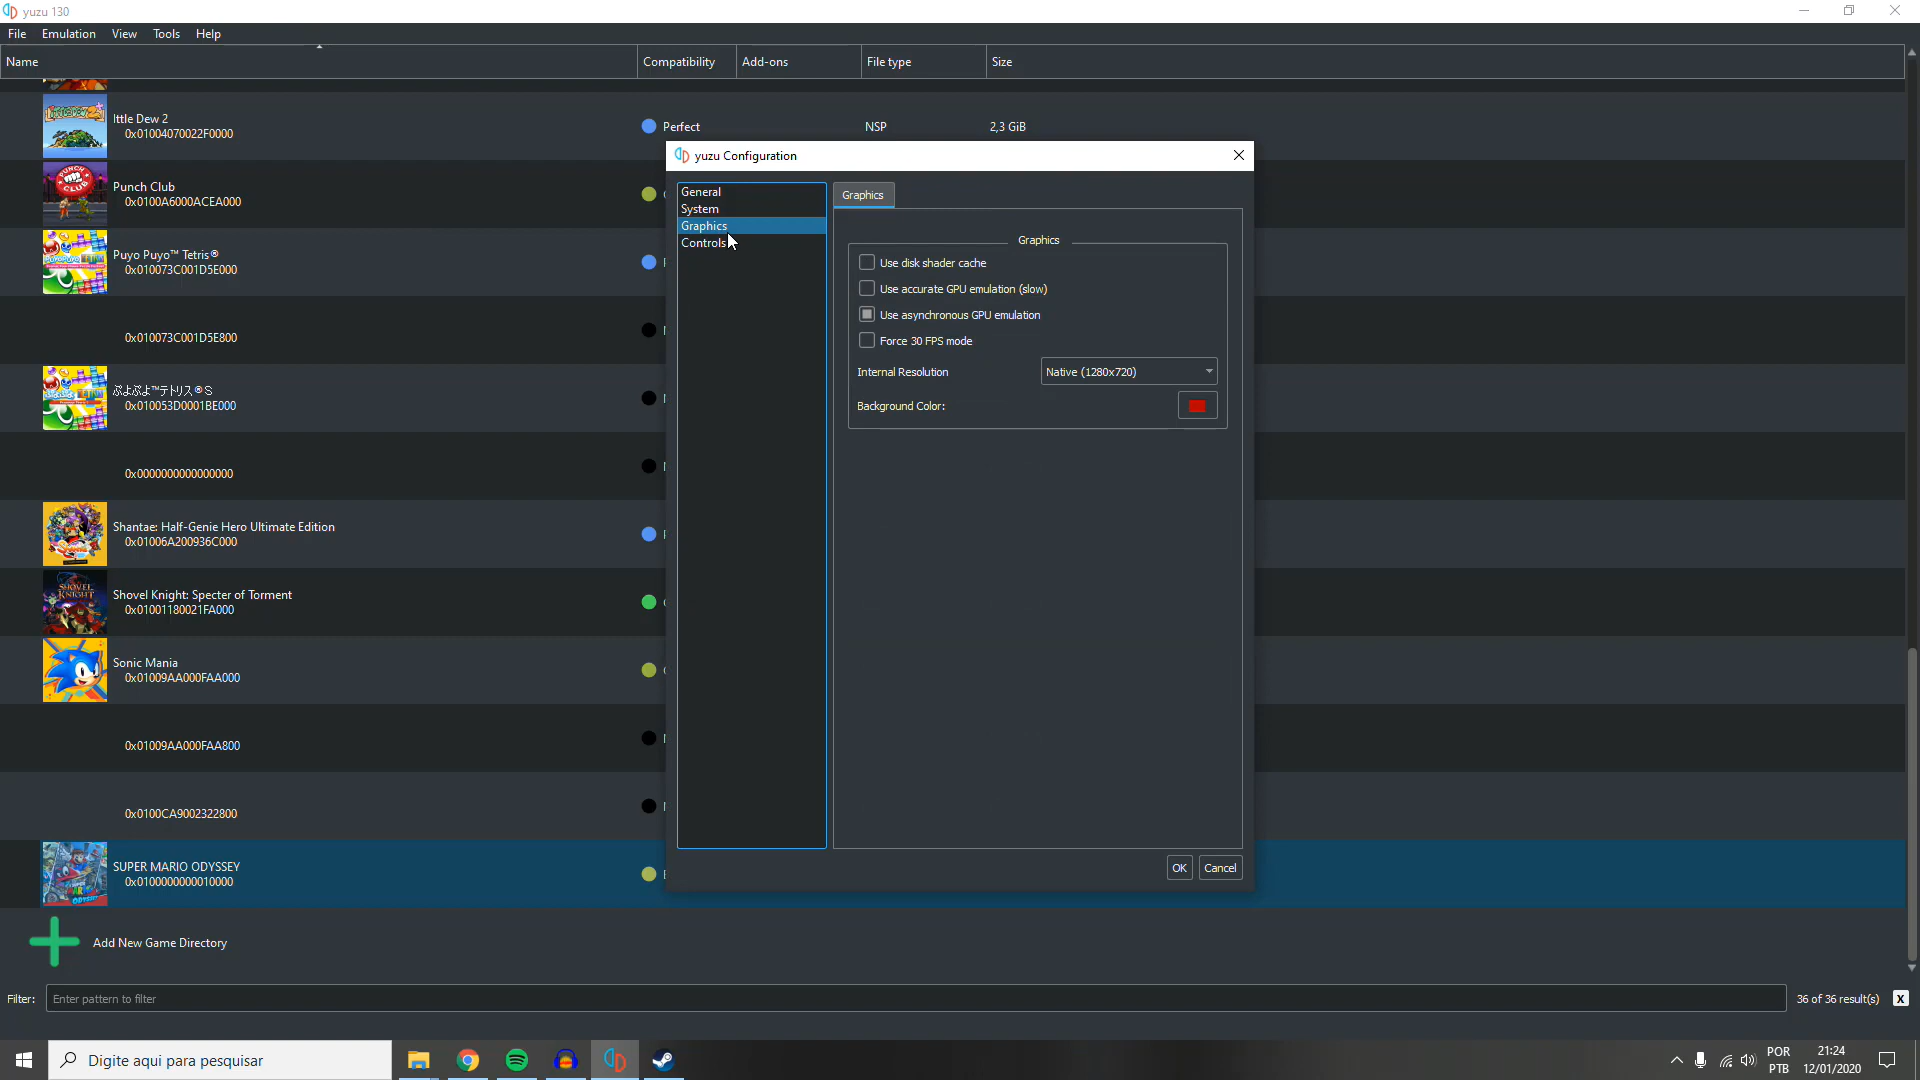 yuzu 130
File Emulation View Tools Help
Name Compatibility Add-ons File type Size
Ittle Dew 2
0x01004070022F0000
Perfect NSP 2,3 GiB
Punch Club
0x0100A6000ACEA000
Puyo Puyo™ Tetris®
0x010073C001D5E000
0x010073C001D5E800
ぷよぷよ™テトリス®S
0x010053D0001BE000
0x0000000000000000
Shantae: Half-Genie Hero Ultimate Edition
0x01006A200936C000
Shovel Knight: Specter of Torment
0x01001180021FA000
Sonic Mania
0x01009AA000FAA000
0x01009AA000FAA800
0x0100CA9002322800
SUPER MARIO ODYSSEY
0x0100000000010000
Add New Game Directory
yuzu Configuration
General
System
Graphics
Controls
Graphics
Graphics
Use disk shader cache
Use accurate GPU emulation (slow)
Use asynchronous GPU emulation
Force 30 FPS mode
Internal Resolution Native (1280x720)
Background Color:
OK Cancel
Filter: Enter pattern to filter 36 of 36 result(s) X
Digite aqui para pesquisar
POR
PTB
21:24
12/01/2020